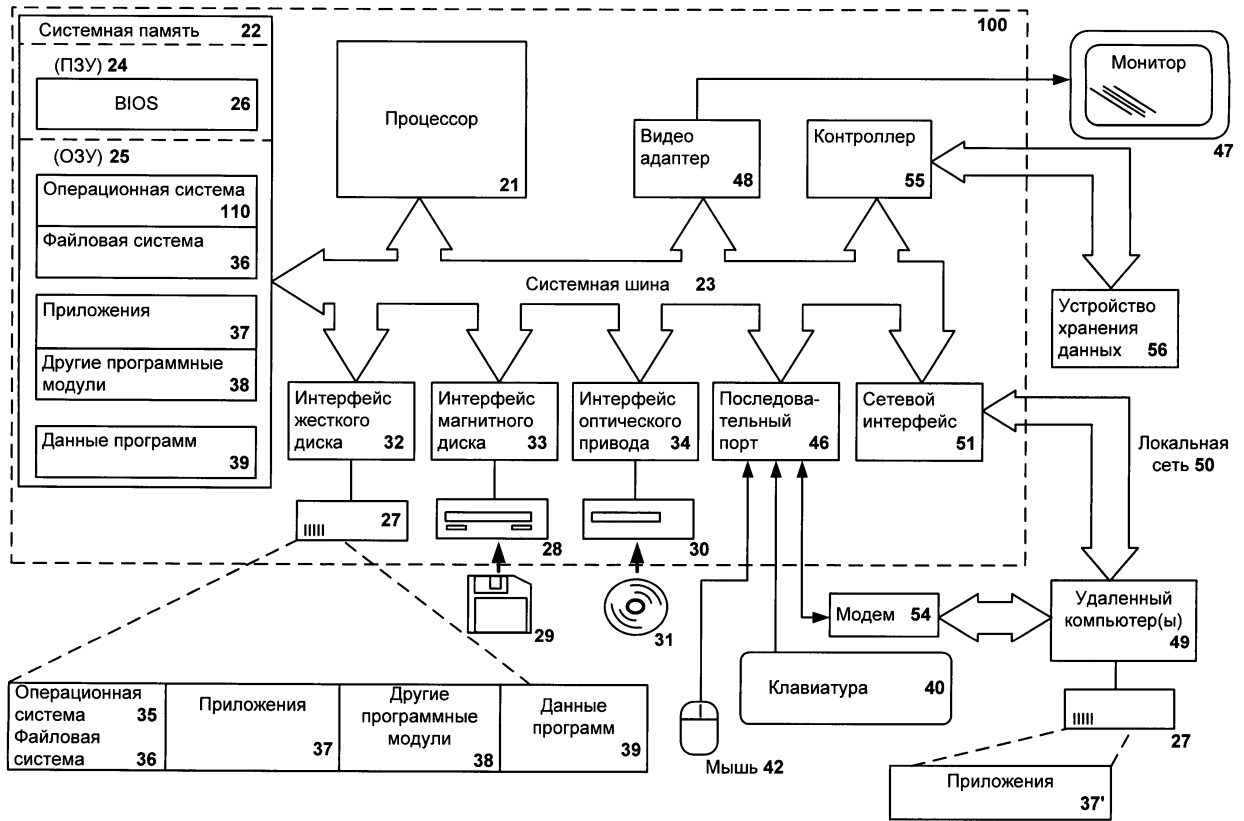 Системная память 22
(ПЗУ) 24
BIOS 26
(ОЗУ) 25
Операционная система
110
Файловая система
36
Приложения
37
Другие программные
модули 38
Данные программ
39
100
Процессор
21
Видео
адаптер
48
Контроллер
55
Монитор
47
Системная шина 23
Устройство
хранения
данных 56
Интерфейс
жесткого
диска 32
Интерфейс
магнитного
диска 33
Интерфейс
оптического
привода 34
Последова-
тельный
порт 46
Сетевой
интерфейс
51
Локальная
сеть 50
27
28
30
29
31
Модем 54
Удаленный
компьютер(ы)
49
Клавиатура 40
Мышь 42
27
Приложения
37'
Операционная
система 35
Файловая
система 36
Приложения
37
Другие
программные
модули
38
Данные
программ
39